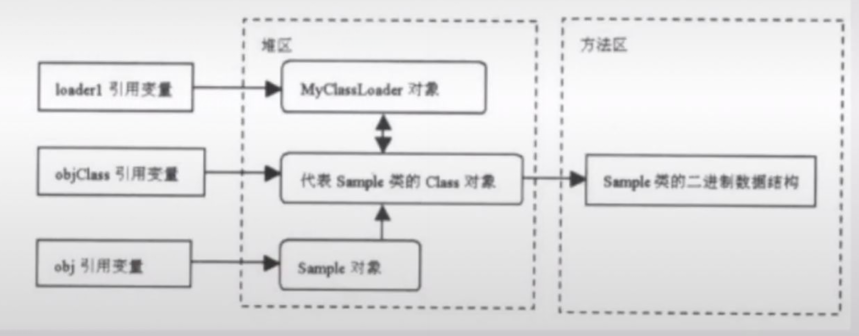 堆区
方法区
loader1 引用变量
MyClassLoader 对象
objClass 引用变量
代表 Sample 类的 Class 对象
Sample 类的二进制数据结构
obj 引用变量
Sample 对象